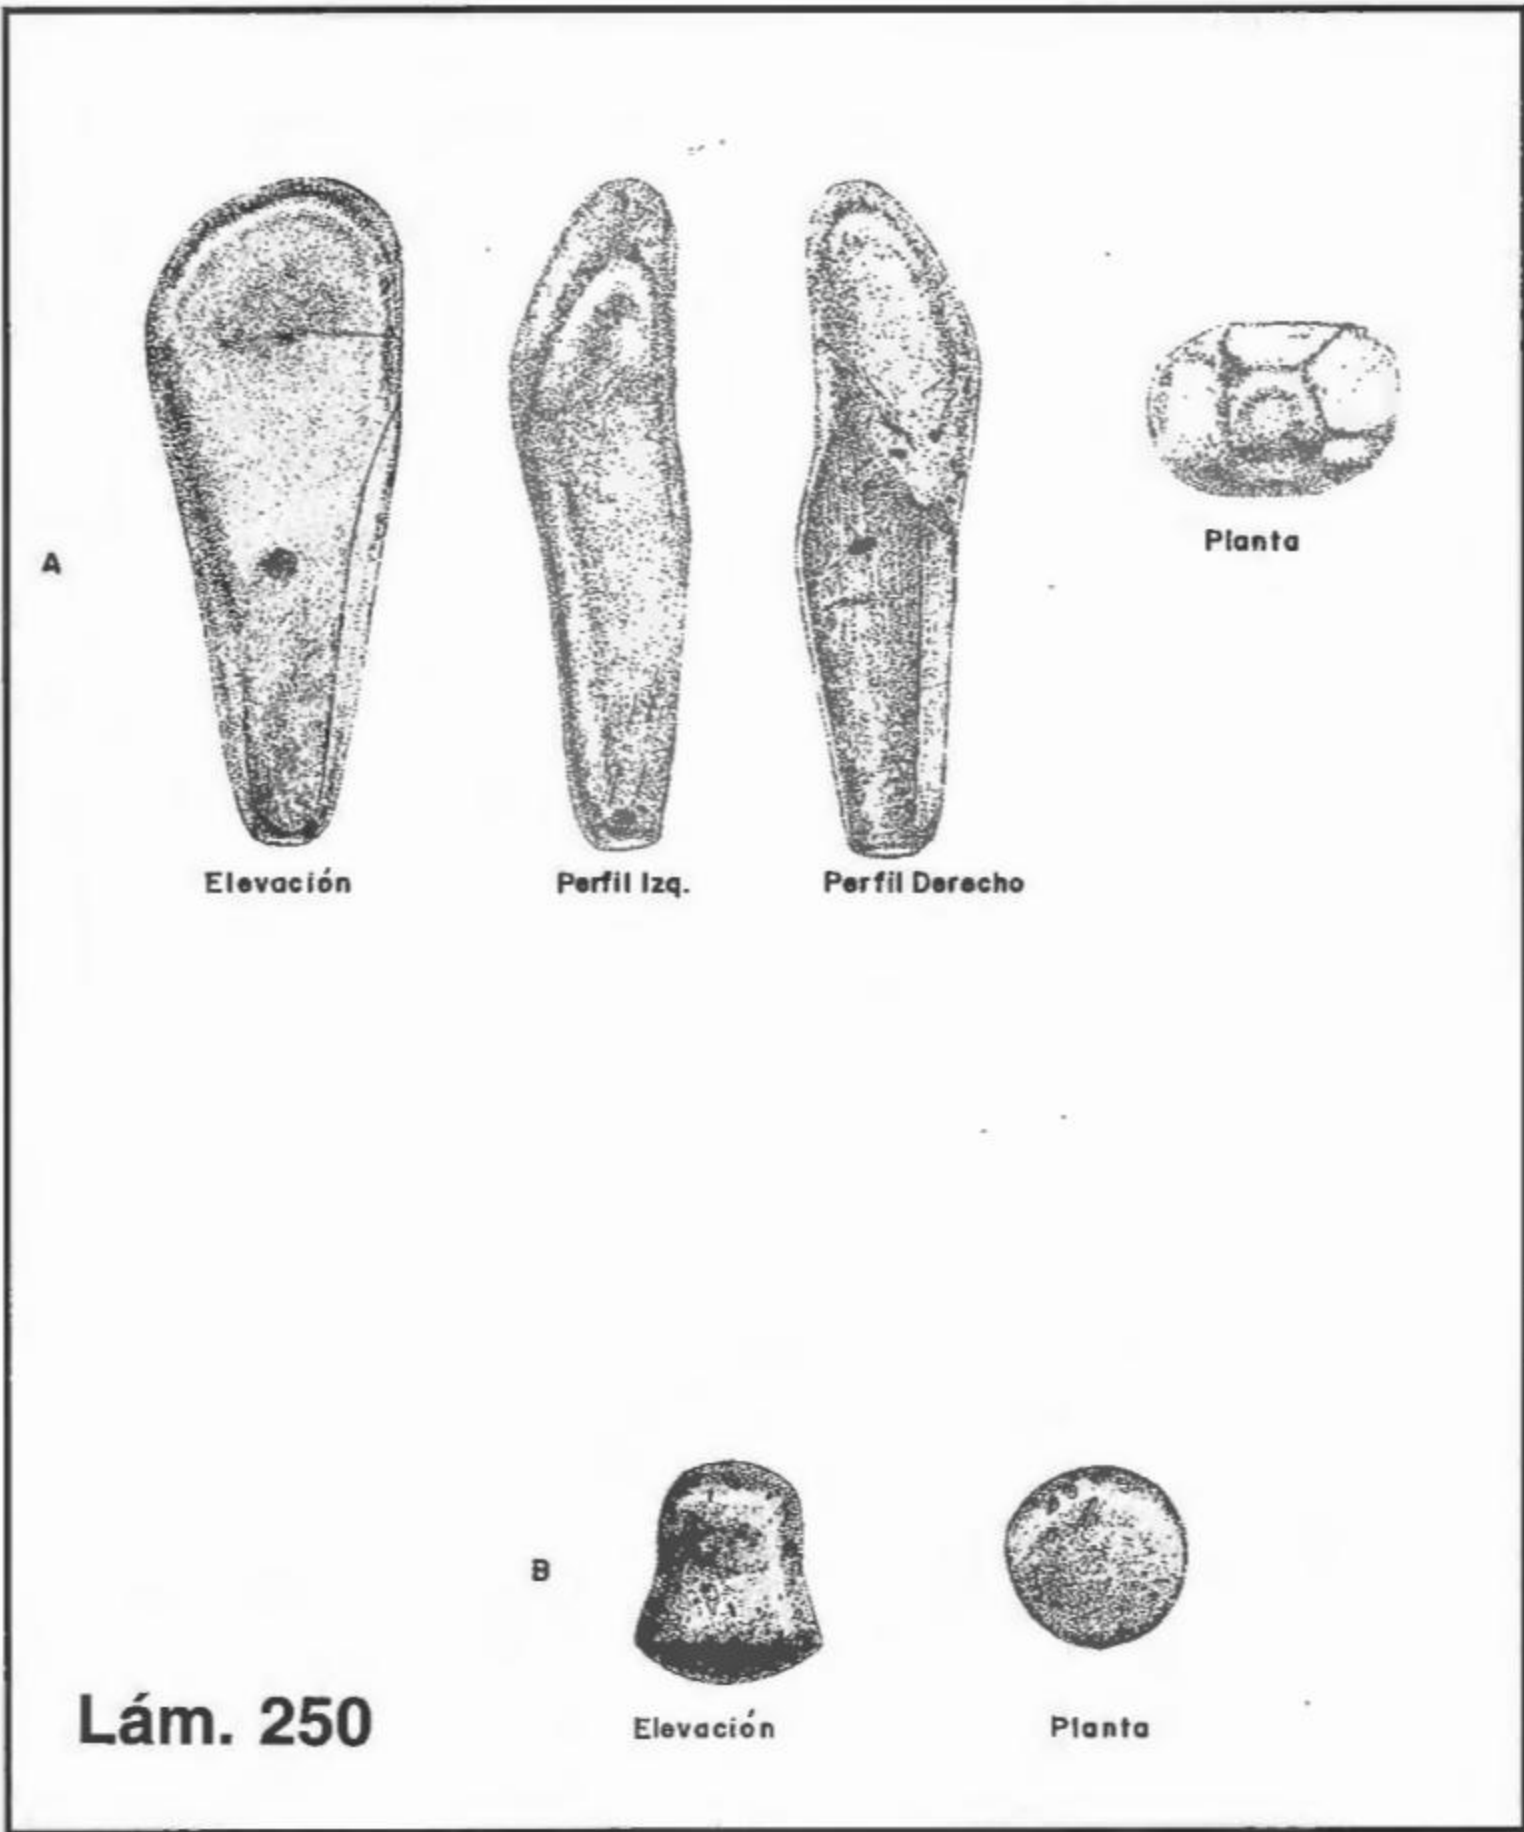 Planta
A
Elevación
Perfil Izq.
Perfil Derecho
B
Lám. 250
Elevación
Planta